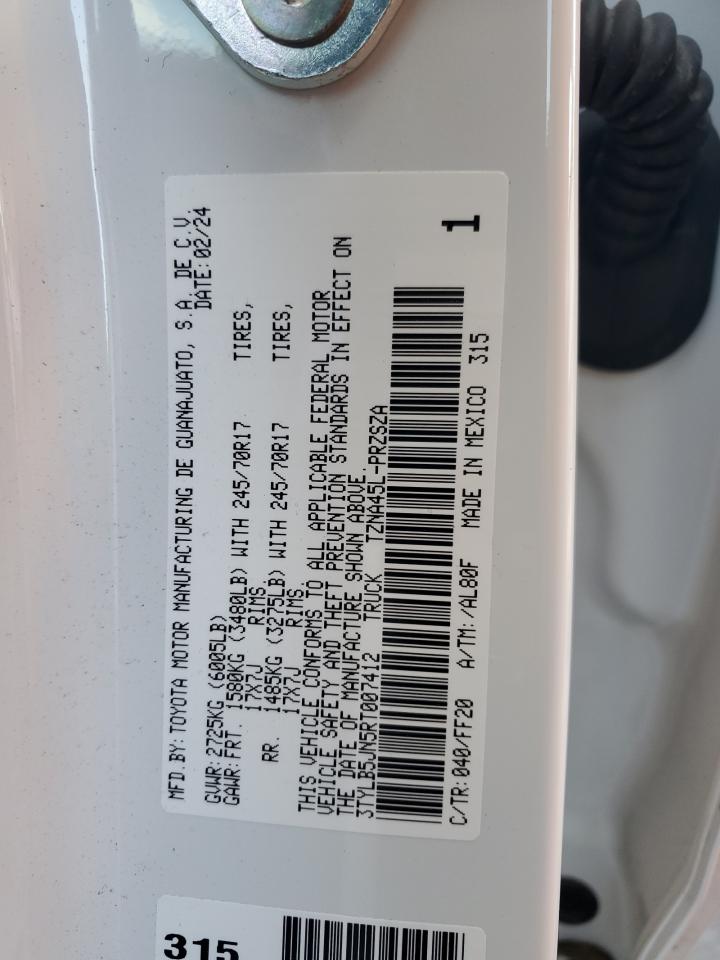 MFD.BY: TOYOTA MOTOR MANUFACTURING DE GUANAJUATO, S.A. DE C.V.
DATE: 02/24
GVWR: 2725KG (6005LB)
GAWR: FRT. 1580KG (3480LB) WITH 245/70R17 TIRES,
17X7J RIMS
RR. 1485KG (3275LB) WITH 245/70R17 TIRES,
17X7J RIMS.
THIS VEHICLE CONFORMS TO ALL APPLICABLE FEDERAL MOTOR
VEHICLE SAFETY AND THEFT PREVENTION STANDARDS IN EFFECT ON
THE DATE OF MANUFACTURE SHOWN ABOVE.
3TYLB5JN5RT007412 TRUCK TZNA45L-PRZSZA
C/TR: 040/FF20 A/TM: /AL80F MADE IN MEXICO 315
1
315